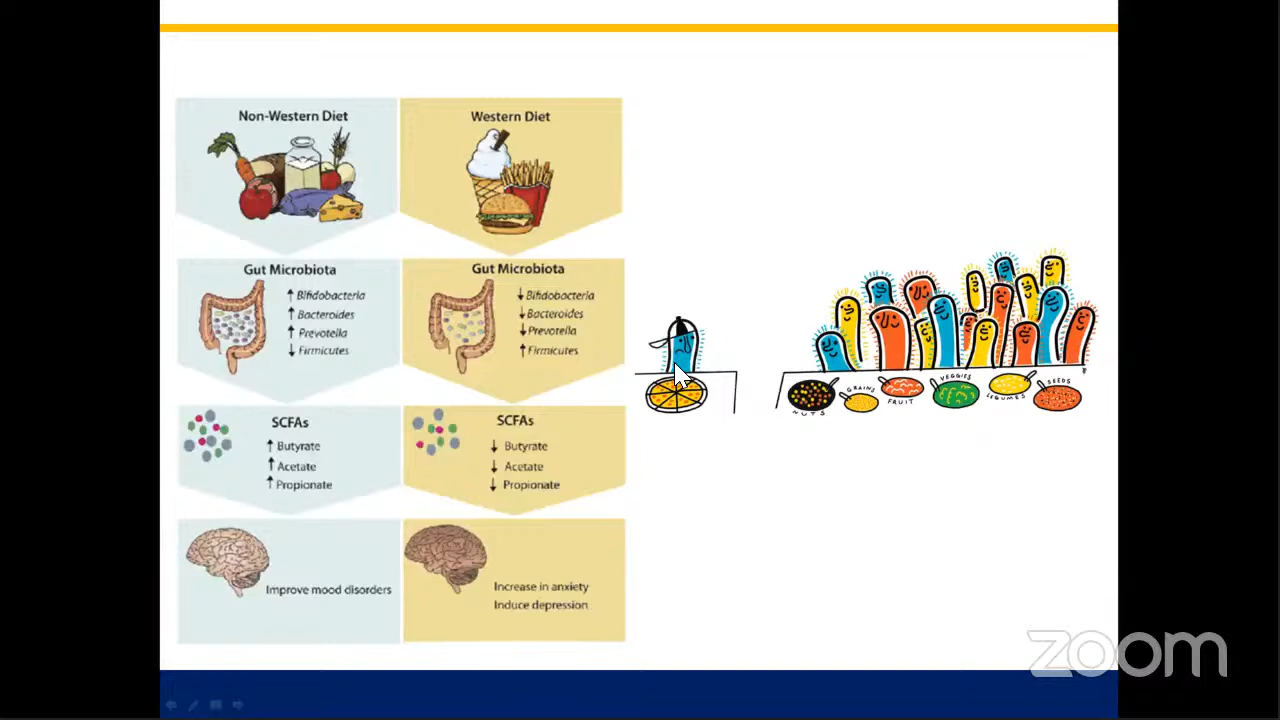 Non-Western Diet
Western Diet
Gut Microbiota
↑ Bifidobacteria
↑ Bacteroides
↑ Prevotella
↓ Firmicutes
Gut Microbiota
↓ Bifidobacteria
↓ Bacteroides
↓ Prevotella
↑ Firmicutes
SCFAs
↑ Butyrate
↑ Acetate
↑ Propionate
SCFAs
↓ Butyrate
↓ Acetate
↓ Propionate
Improve mood disorders
Increase in anxiety
Induce depression
NUTS
GRAINS
FRUIT
VEGGIES
LEGUMES
SEEDS
zoom